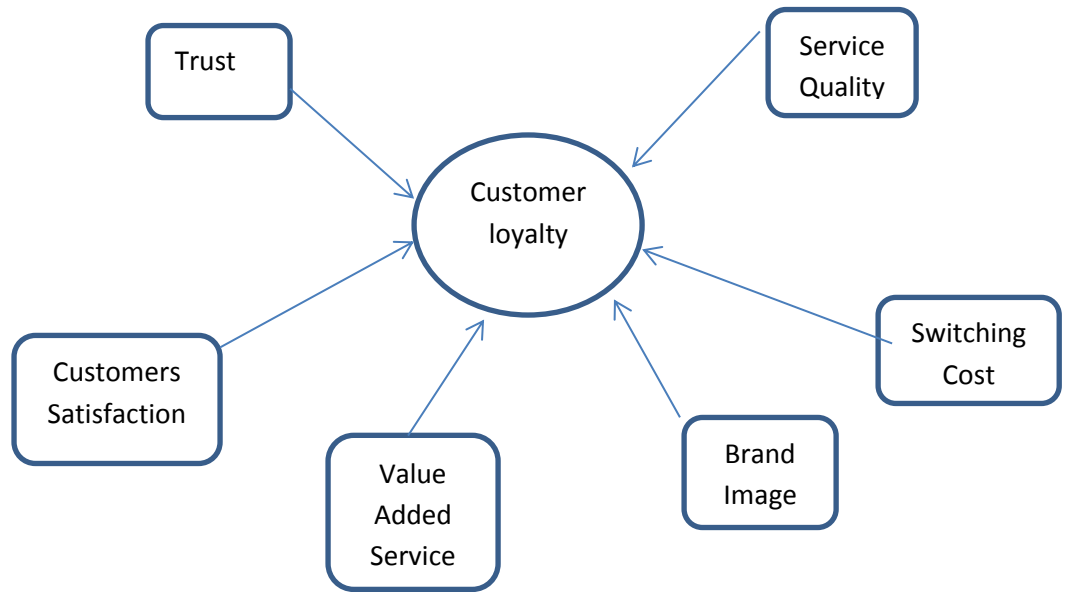 Trust
Service
Quality
Customer
loyalty
Switching
Cost
Customers
Satisfaction
Brand
Image
Value
Added
Service